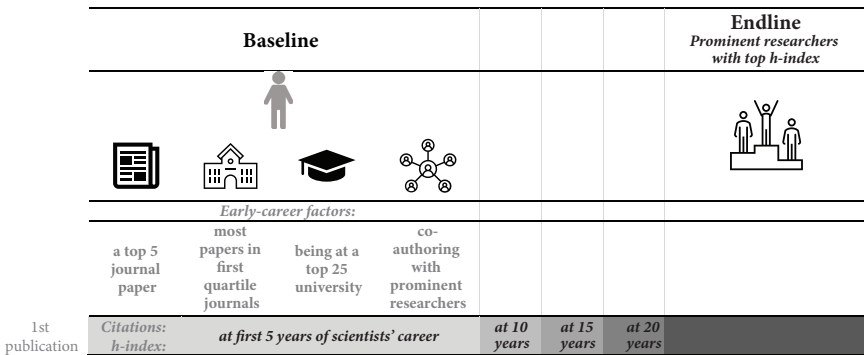 Baseline
Endline
Prominent researchers
with top h-index
Early-career factors:
a top 5
journal
paper
most
papers in
first
quartile
journals
being at a
top 25
university
co-
authoring
with
prominent
researchers
1st
publication
Citations:
h-index:
at first 5 years of scientists' career
at 10
years
at 15
years
at 20
years